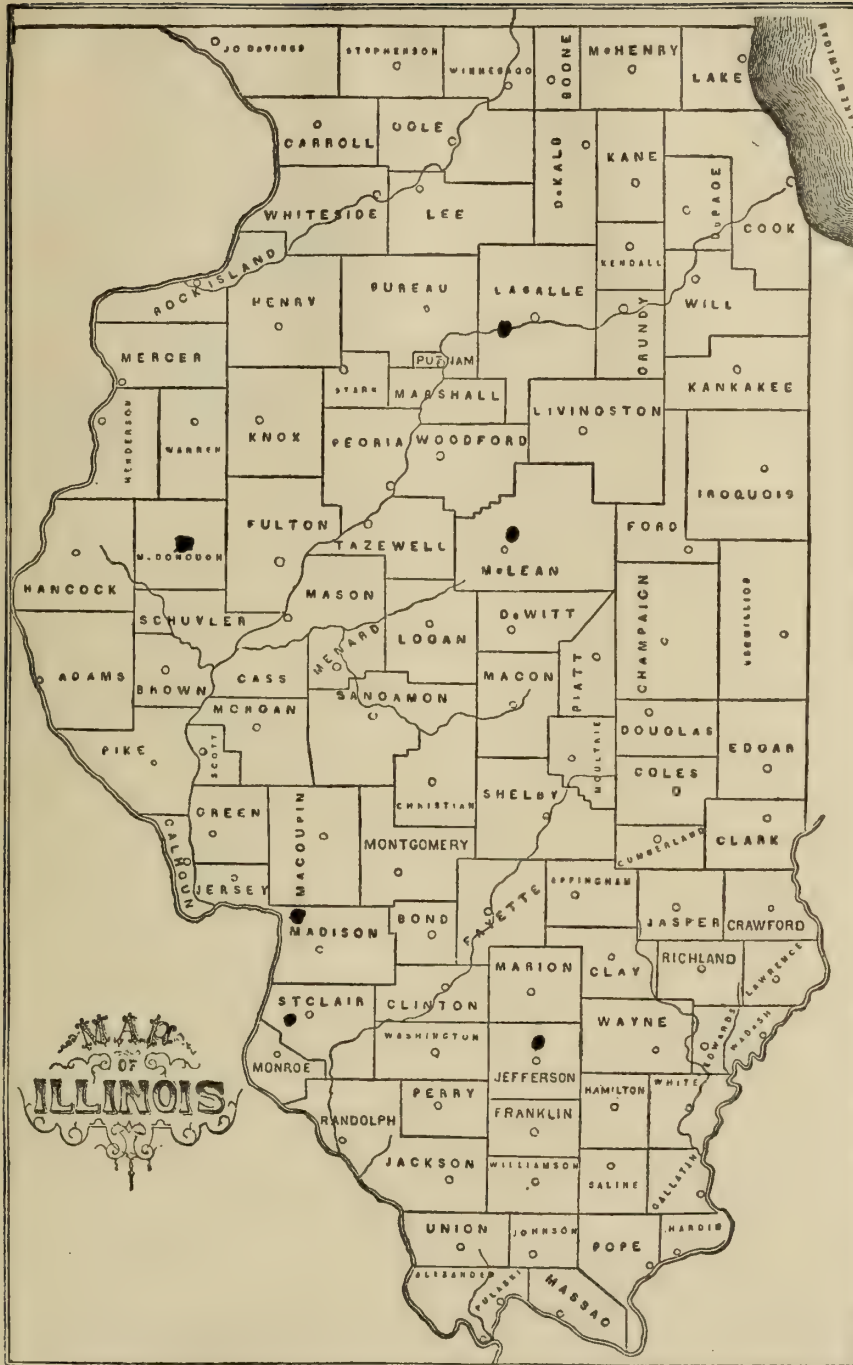 JO DAVIESS
STEPHENSON
WINNEBAGO
BOONE
McHENRY
LAKE
LAKE MICHIGAN
CARROLL
OGLE
DeKALB
KANE
DuPAGE
COOK
WHITESIDE
LEE
KENDALL
ROCK ISLAND
HENRY
BUREAU
LASALLE
GRUNDY
WILL
MERCER
PUTNAM
STARK
MARSHALL
KANKAKEE
HENDERSON
WARREN
KNOX
PEORIA
WOODFORD
LIVINGSTON
IROQUOIS
FORD
HANCOCK
M.DONOUGH
FULTON
TAZEWELL
McLEAN
MASON
SCHUYLER
MENARD
LOGAN
DeWITT
CHAMPAIGN
VERMILLION
ADAMS
BROWN
CASS
SANGAMON
MACON
PIATT
MORGAN
PIKE
SCOTT
MOULTRIE
DOUGLAS
EDGAR
COLES
CHRISTIAN
SHELBY
GREEN
CALHOUN
MACOUPIN
MONTGOMERY
CUMBERLAND
CLARK
JERSEY
FAYETTE
EFFINGHAM
JASPER
CRAWFORD
MADISON
BOND
MARION
CLAY
RICHLAND
LAWRENCE
ST CLAIR
CLINTON
WAYNE
EDWARDS
WABASH
WASHINGTON
MONROE
JEFFERSON
HAMILTON
WHITE
RANDOLPH
PERRY
FRANKLIN
JACKSON
WILLIAMSON
SALINE
GALLATIN
UNION
JOHNSON
POPE
HARDIN
ALEXANDER
PULASKI
MASSAC
MAP
OF
ILLINOIS